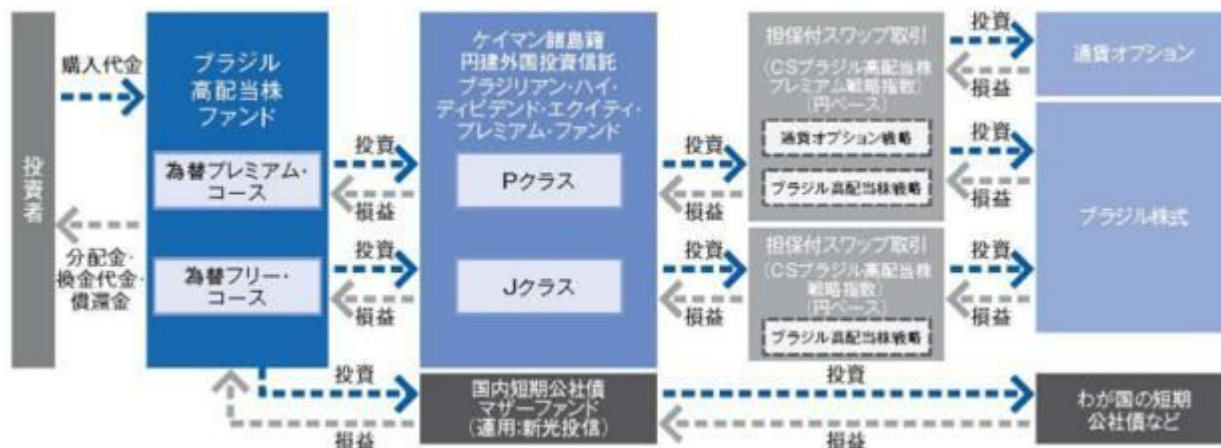 投資者
購入代金
分配金・
換金代金・
償還金
ブラジル
高配当株
ファンド
為替プレミアム・
コース
為替フリー・
コース
投資
損益
投資
損益
投資
損益
ケイマン諸島籍
円建外国投資信託
ブラジリアン・ハイ・
ディビデンド・エクイティ・
プレミアム・ファンド
Pクラス
Jクラス
国内短期公社債
マザーファンド
(運用:新光投信)
投資
損益
投資
損益
投資
損益
担保付スワップ取引
(CSブラジル高配当株
プレミアム戦略指数)
(円ベース)
通貨オプション戦略
ブラジル高配当株戦略
担保付スワップ取引
(CSブラジル高配当株
戦略指数)
(円ベース)
ブラジル高配当株戦略
投資
損益
投資
損益
投資
損益
通貨オプション
ブラジル株式
わが国の短期
公社債など